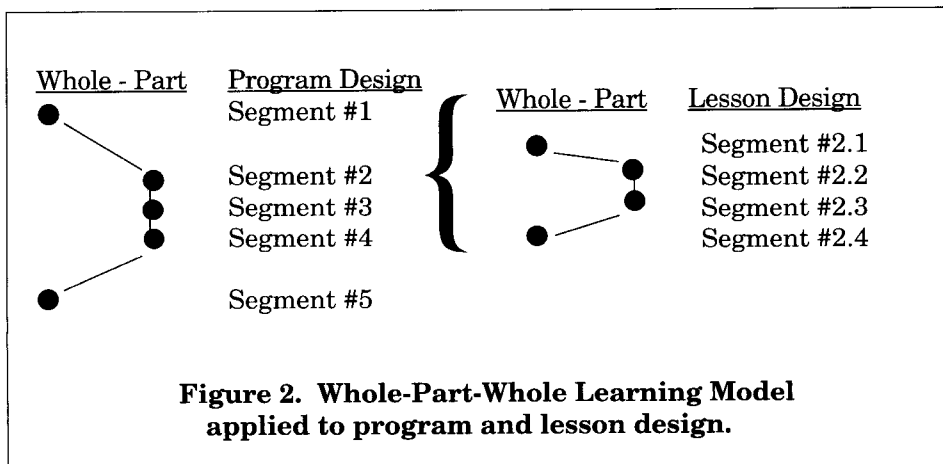 Whole - Part Program Design
Segment #1
Segment #2
Segment #3
Segment #4
Segment #5
Whole - Part Lesson Design
Segment #2.1
Segment #2.2
Segment #2.3
Segment #2.4
Figure 2. Whole-Part-Whole Learning Model
applied to program and lesson design.